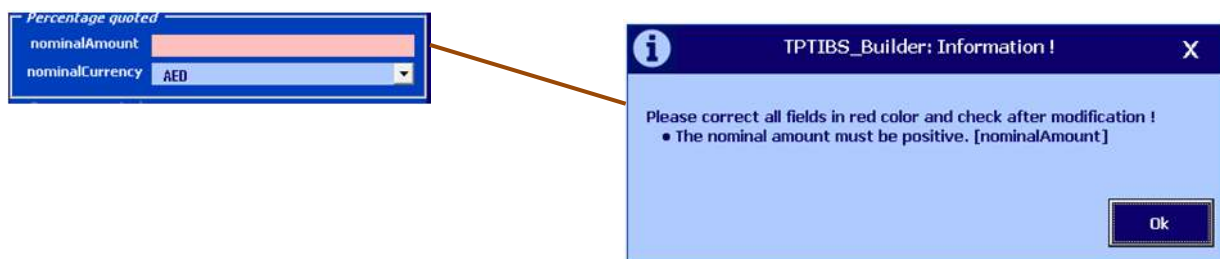 Percentage quoted
nominalAmount
nominalCurrency AED
TPTIBS_Builder: Information ! X
Please correct all fields in red color and check after modification !
• The nominal amount must be positive. [nominalAmount]
Ok